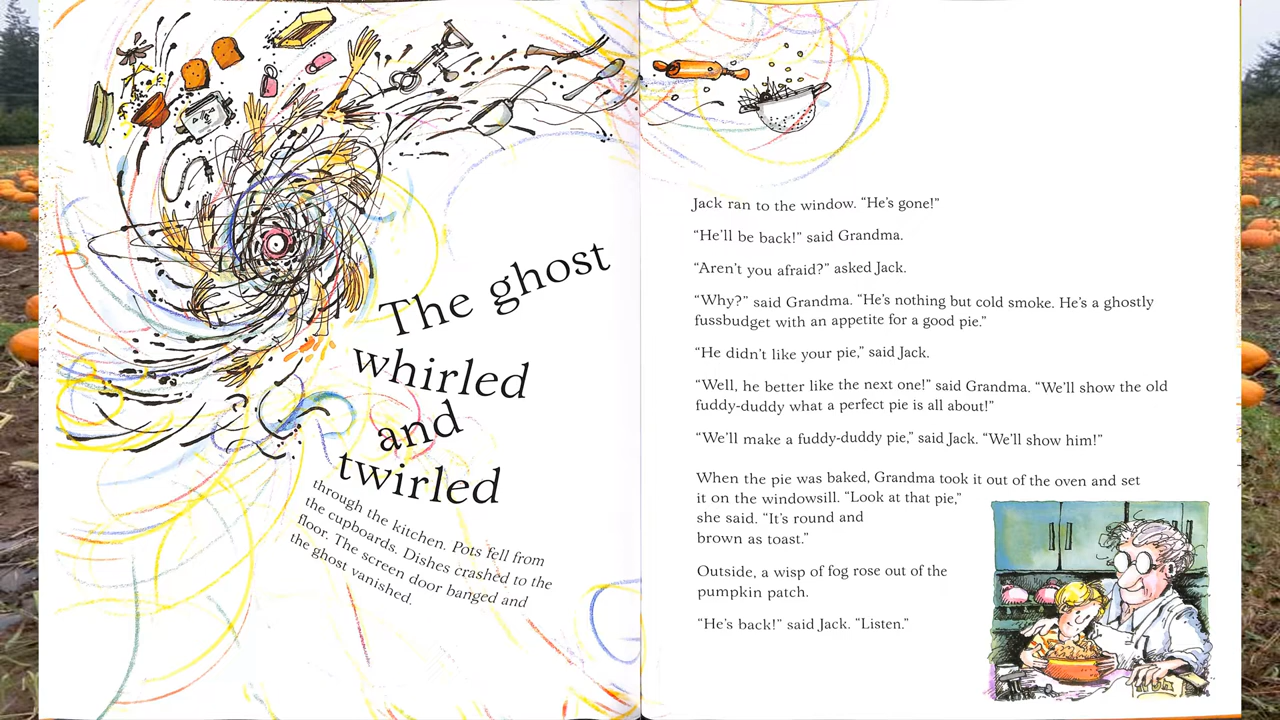 The ghost
whirled
and
twirled
through the kitchen. Pots fell from
the cupboards. Dishes crashed to the
floor. The screen door banged and
the ghost vanished.
Jack ran to the window. “He’s gone!”
“He’ll be back!” said Grandma.
“Aren’t you afraid?” asked Jack.
“Why?” said Grandma. “He’s nothing but cold smoke. He’s a ghostly
fussbudget with an appetite for a good pie.”
“He didn’t like your pie,” said Jack.
“Well, he better like the next one!” said Grandma. “We’ll show the old
fuddy-duddy what a perfect pie is all about!”
“We’ll make a fuddy-duddy pie,” said Jack. “We’ll show him!”
When the pie was baked, Grandma took it out of the oven and set
it on the windowsill. “Look at that pie,”
she said. “It’s round and
brown as toast.”
Outside, a wisp of fog rose out of the
pumpkin patch.
“He’s back!” said Jack. “Listen.”